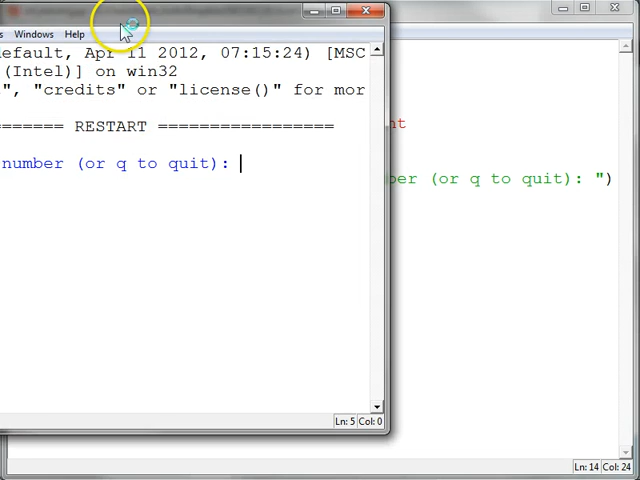 s Windows Help
default, Apr 11 2012, 07:15:24) [MSC
(Intel)] on win32
", "credits" or "license()" for mor
======= RESTART =================
number (or q to quit):
Ln: 5 Col: 0
nt
ber (or q to quit): ")
Ln: 14 Col: 24